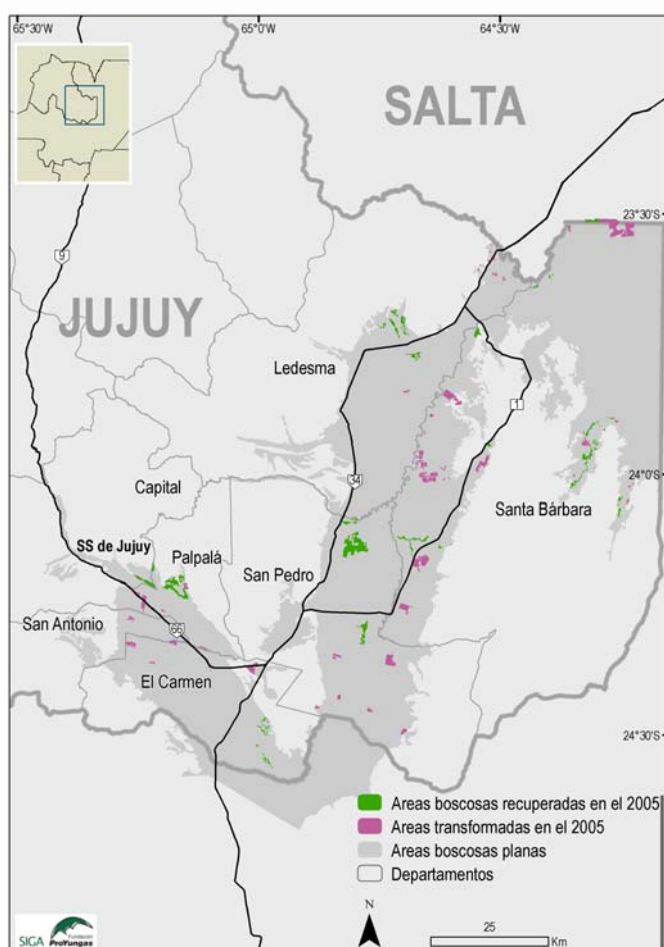 65°30'W
65°0'W
64°30'W
SALTA
23°30'S
9
JUJUY
Ledesma
1
34
24°0'S
Capital
Santa Bárbara
SS de Jujuy
Palpalá
San Pedro
San Antonio
66
El Carmen
24°30'S
Areas boscosas recuperadas en el 2005
Areas transformadas en el 2005
Areas boscosas planas
Departamentos
N
25
Km
SIGA
Fundación
ProYungas